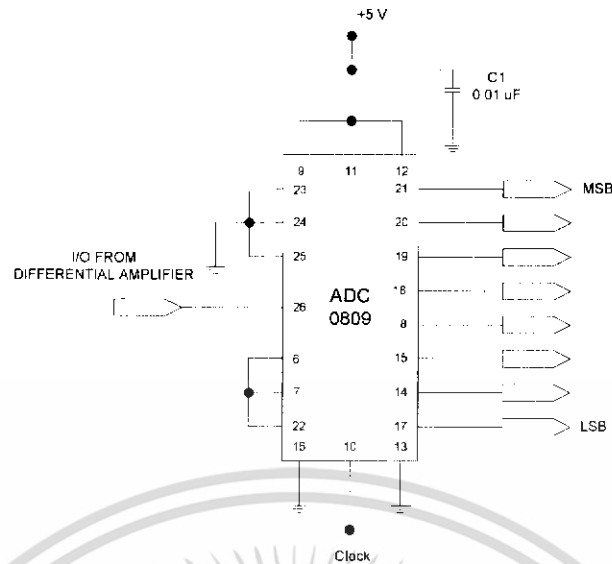 +5 V
C1
0.01 uF
9 11 12
23 21 MSB
24 20
25 19
I/O FROM
DIFFERENTIAL AMPLIFIER
26 18
ADC
0809
8
6 15
7 14
22 17 LSB
16 10 13
Clock